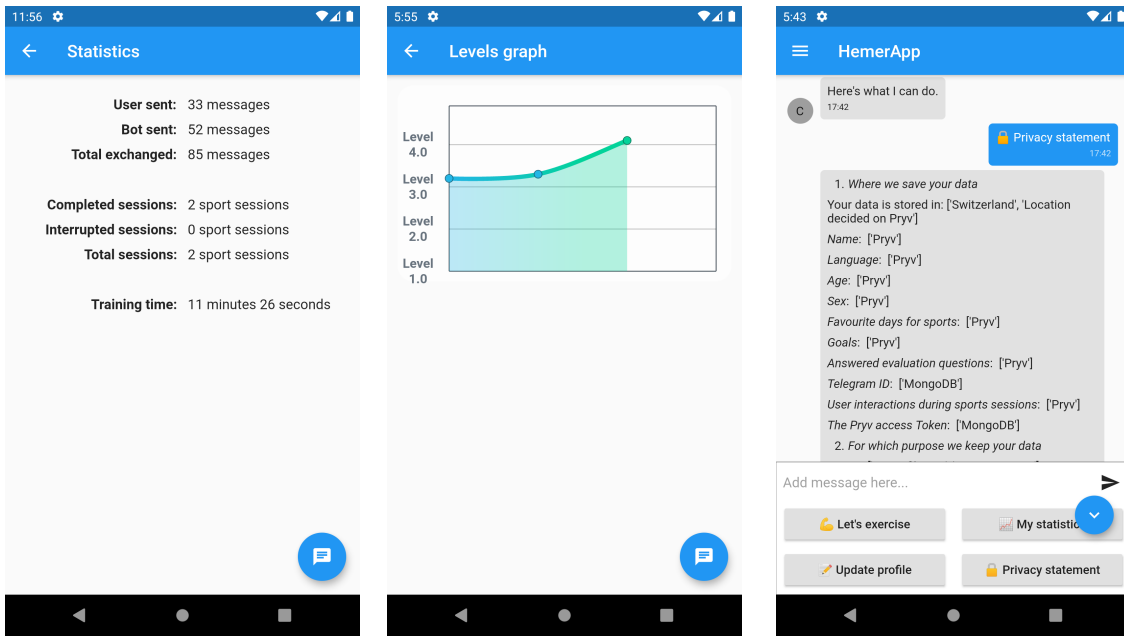 11:56
Statistics
User sent: 33 messages
Bot sent: 52 messages
Total exchanged: 85 messages
Completed sessions: 2 sport sessions
Interrupted sessions: 0 sport sessions
Total sessions: 2 sport sessions
Training time: 11 minutes 26 seconds
5:55
Levels graph
Level
4.0
Level
3.0
Level
2.0
Level
1.0
5:43
HemerApp
Here's what I can do.
17:42
C
Privacy statement
17:42
1. Where we save your data
Your data is stored in: ['Switzerland', 'Location
decided on Pryv']
Name: ['Pryv']
Language: ['Pryv']
Age: ['Pryv']
Sex: ['Pryv']
Favourite days for sports: ['Pryv']
Goals: ['Pryv']
Answered evaluation questions: ['Pryv']
Telegram ID: ['MongoDB']
User interactions during sports sessions: ['Pryv']
The Pryv access Token: ['MongoDB']
2. For which purpose we keep your data
Add message here...
Let's exercise
My statistic
Update profile
Privacy statement